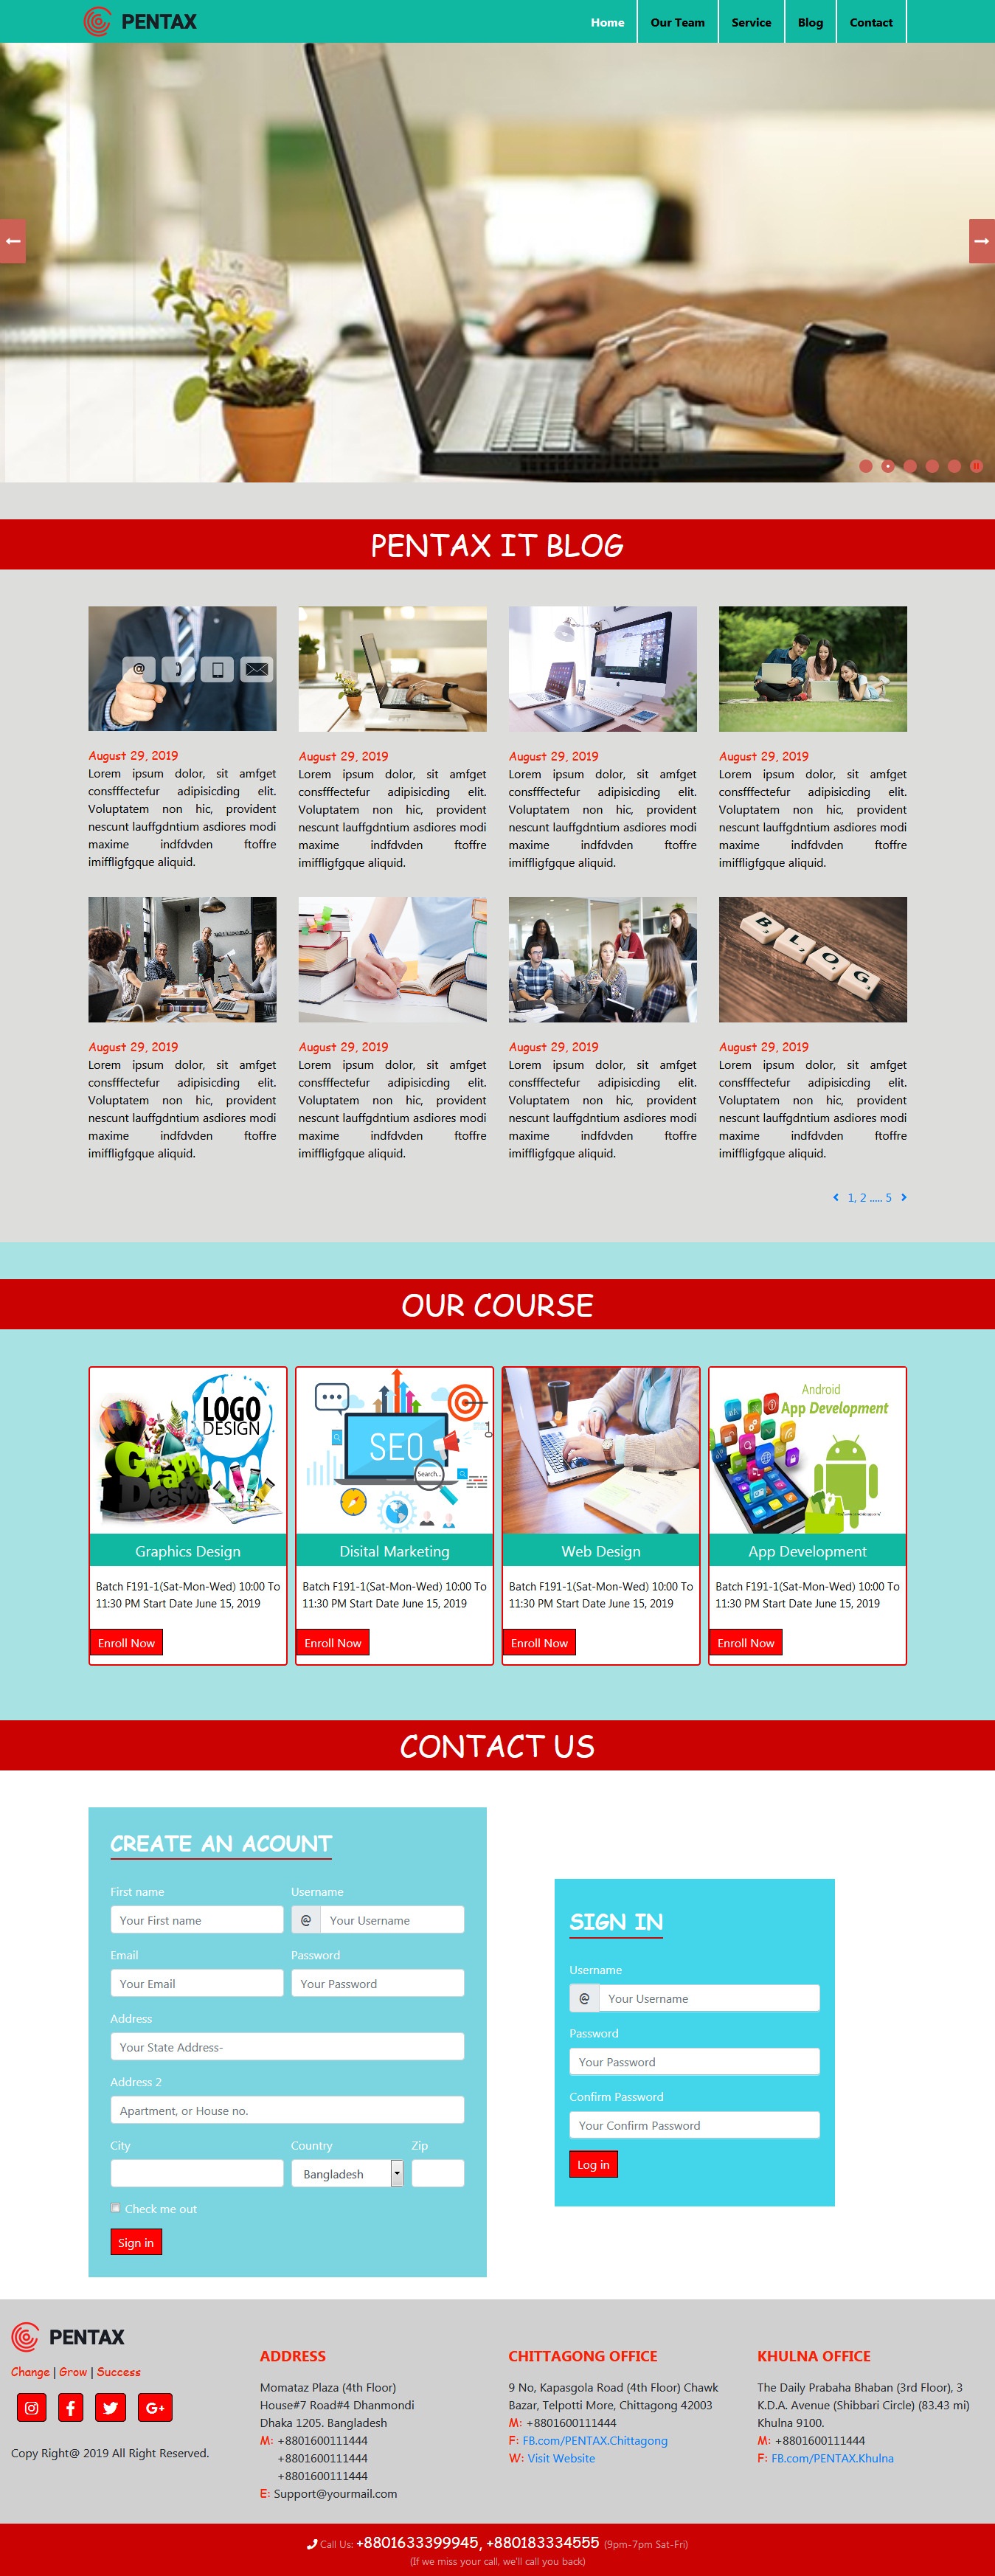 PENTAX
Home Our Team Service Blog Contact
PENTAX IT BLOG
August 29, 2019
Lorem ipsum dolor, sit amfget
consfffectefur adipisicding elit.
Voluptatem non hic, provident
nescunt lauffgdntium asdiores modi
maxime indfdvden ftoffre
imiffligfgque aliquid.
August 29, 2019
Lorem ipsum dolor, sit amfget
consfffectefur adipisicding elit.
Voluptatem non hic, provident
nescunt lauffgdntium asdiores modi
maxime indfdvden ftoffre
imiffligfgque aliquid.
August 29, 2019
Lorem ipsum dolor, sit amfget
consfffectefur adipisicding elit.
Voluptatem non hic, provident
nescunt lauffgdntium asdiores modi
maxime indfdvden ftoffre
imiffligfgque aliquid.
August 29, 2019
Lorem ipsum dolor, sit amfget
consfffectefur adipisicding elit.
Voluptatem non hic, provident
nescunt lauffgdntium asdiores modi
maxime indfdvden ftoffre
imiffligfgque aliquid.
BLOG
August 29, 2019
Lorem ipsum dolor, sit amfget
consfffectefur adipisicding elit.
Voluptatem non hic, provident
nescunt lauffgdntium asdiores modi
maxime indfdvden ftoffre
imiffligfgque aliquid.
August 29, 2019
Lorem ipsum dolor, sit amfget
consfffectefur adipisicding elit.
Voluptatem non hic, provident
nescunt lauffgdntium asdiores modi
maxime indfdvden ftoffre
imiffligfgque aliquid.
August 29, 2019
Lorem ipsum dolor, sit amfget
consfffectefur adipisicding elit.
Voluptatem non hic, provident
nescunt lauffgdntium asdiores modi
maxime indfdvden ftoffre
imiffligfgque aliquid.
August 29, 2019
Lorem ipsum dolor, sit amfget
consfffectefur adipisicding elit.
Voluptatem non hic, provident
nescunt lauffgdntium asdiores modi
maxime indfdvden ftoffre
imiffligfgque aliquid.
1, 2 ..... 5
OUR COURSE
LOGO
DESIGN
Graph
Design
Graphics Design
Batch F191-1(Sat-Mon-Wed) 10:00 To
11:30 PM Start Date June 15, 2019
Enroll Now
SEO
Search...
Disital Marketing
Batch F191-1(Sat-Mon-Wed) 10:00 To
11:30 PM Start Date June 15, 2019
Enroll Now
Web Design
Batch F191-1(Sat-Mon-Wed) 10:00 To
11:30 PM Start Date June 15, 2019
Enroll Now
Android
App Development
App Development
Batch F191-1(Sat-Mon-Wed) 10:00 To
11:30 PM Start Date June 15, 2019
Enroll Now
CONTACT US
CREATE AN ACOUNT
First name Username
Your First name @ Your Username
Email Password
Your Email Your Password
Address
Your State Address-
Address 2
Apartment, or House no.
City Country Zip
Bangladesh
Check me out
Sign in
SIGN IN
Username
@ Your Username
Password
Your Password
Confirm Password
Your Confirm Password
Log in
PENTAX
Change | Grow | Success
Copy Right@ 2019 All Right Reserved.
ADDRESS
Momataz Plaza (4th Floor)
House#7 Road#4 Dhanmondi
Dhaka 1205. Bangladesh
M: +8801600111444
+8801600111444
+8801600111444
E: Support@yourmail.com
CHITTAGONG OFFICE
9 No, Kapasgola Road (4th Floor) Chawk
Bazar, Telpotti More, Chittagong 42003
M: +8801600111444
F: FB.com/PENTAX.Chittagong
W: Visit Website
KHULNA OFFICE
The Daily Prabaha Bhaban (3rd Floor), 3
K.D.A. Avenue (Shibbari Circle) (83.43 mi)
Khulna 9100.
M: +8801600111444
F: FB.com/PENTAX.Khulna
Call Us: +8801633399945, +880183334555 (9pm-7pm Sat-Fri)
(If we miss your call, we'll call you back)